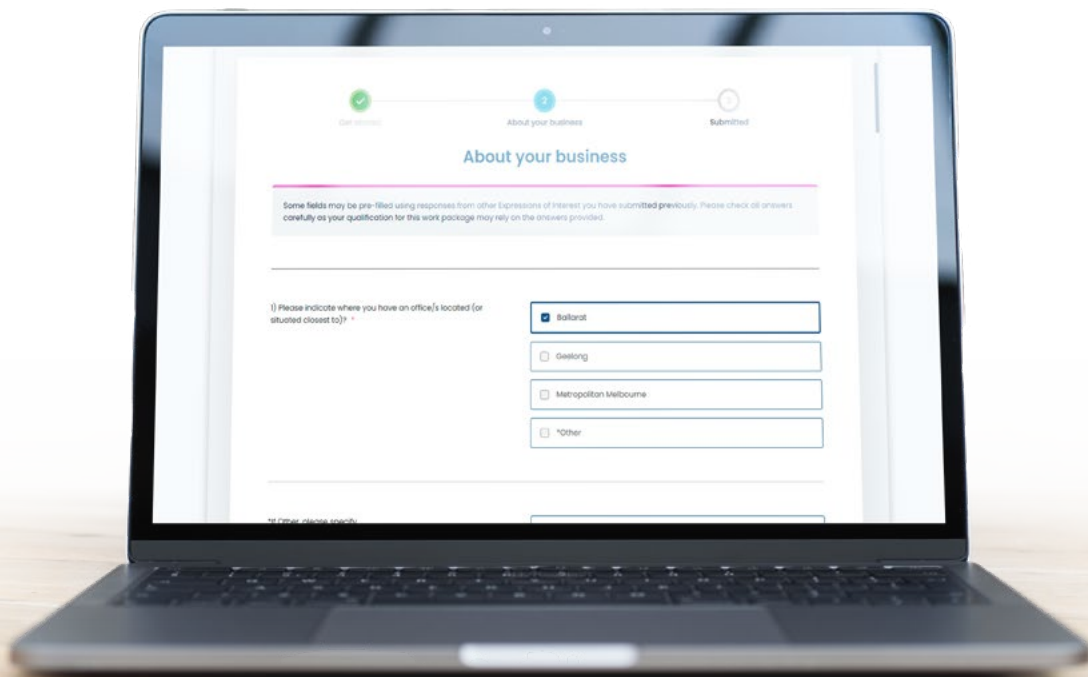 2
3
Get started
About your business
Submitted
About your business
Some fields may be pre-filled using responses from other Expressions of Interest you have submitted previously. Please check all answers
carefully as your qualification for this work package may rely on the answers provided.
1) Please indicate where you have an office/s located (or
situated closest to)? *
Ballarat
Geelong
Metropolitan Melbourne
*Other
*If Other, please specify